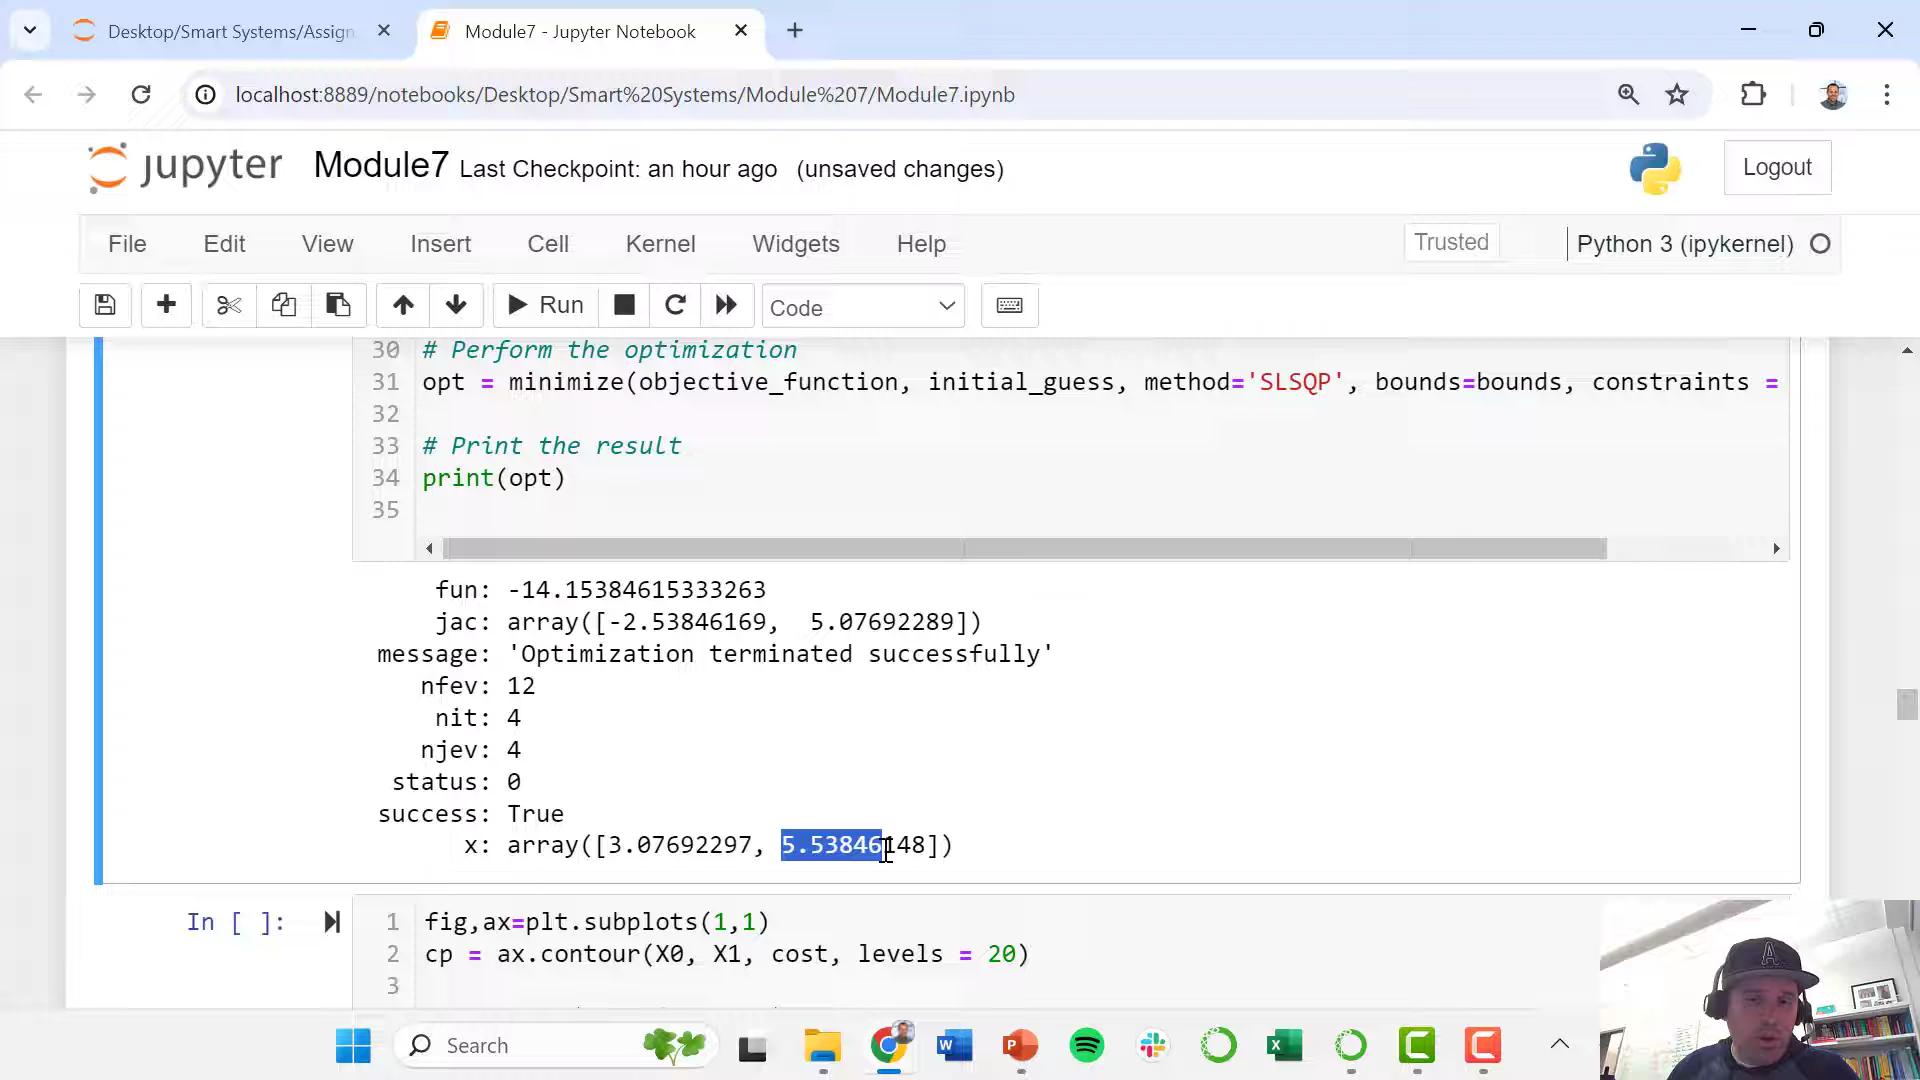 Desktop/Smart Systems/Assign
Module7 - Jupyter Notebook
localhost:8889/notebooks/Desktop/Smart%20Systems/Module%207/Module7.ipynb
jupyter Module7 Last Checkpoint: an hour ago (unsaved changes)
Logout
File Edit View Insert Cell Kernel Widgets Help
Trusted
Python 3 (ipykernel)
Run
Code
30 # Perform the optimization
31 opt = minimize(objective_function, initial_guess, method='SLSQP', bounds=bounds, constraints =
32
33 # Print the result
34 print(opt)
35
fun: -14.15384615333263
jac: array([-2.53846169, 5.07692289])
message: 'Optimization terminated successfully'
nfev: 12
nit: 4
njev: 4
status: 0
success: True
x: array([3.07692297, 5.53846148])
In [ ]:
1 fig,ax=plt.subplots(1,1)
2 cp = ax.contour(X0, X1, cost, levels = 20)
3
Search